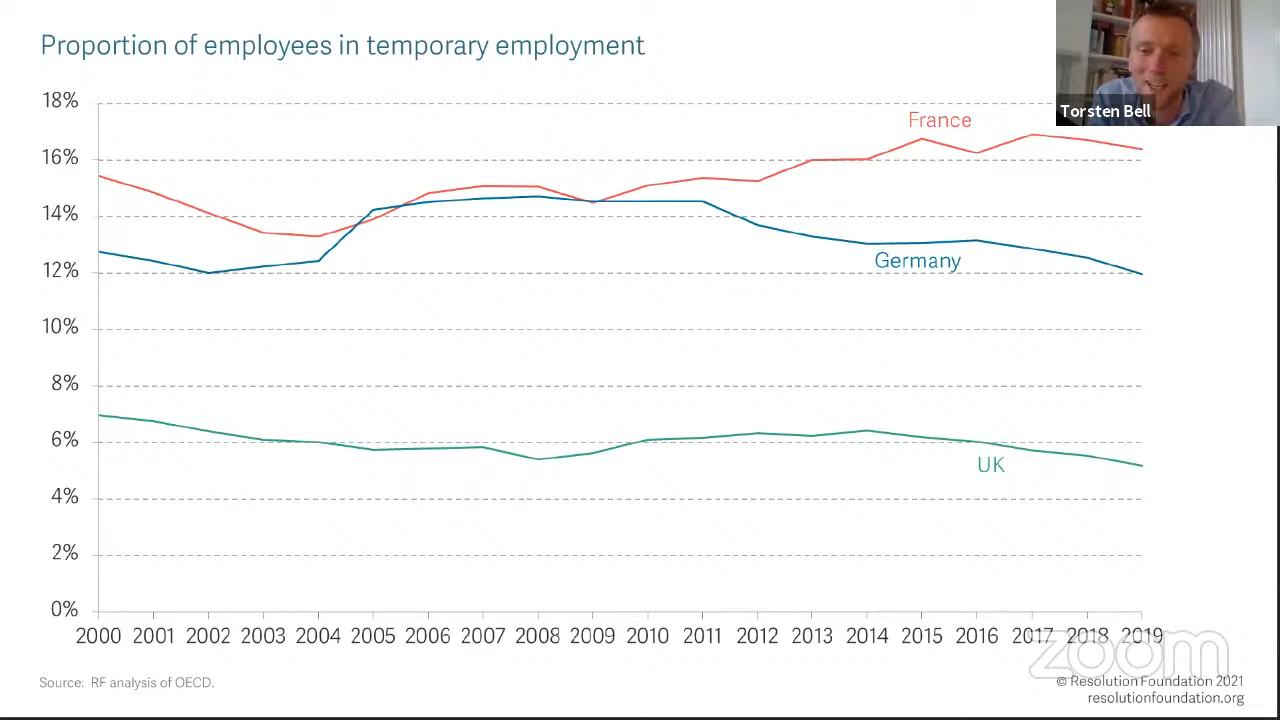 Proportion of employees in temporary employment
Torsten Bell
18%
16%
14%
12%
10%
8%
6%
4%
2%
0%
France
Germany
UK
2000 2001 2002 2003 2004 2005 2006 2007 2008 2009 2010 2011 2012 2013 2014 2015 2016 2017 2018 2019
zoom
Source: RF analysis of OECD.
© Resolution Foundation 2021
resolutionfoundation.org